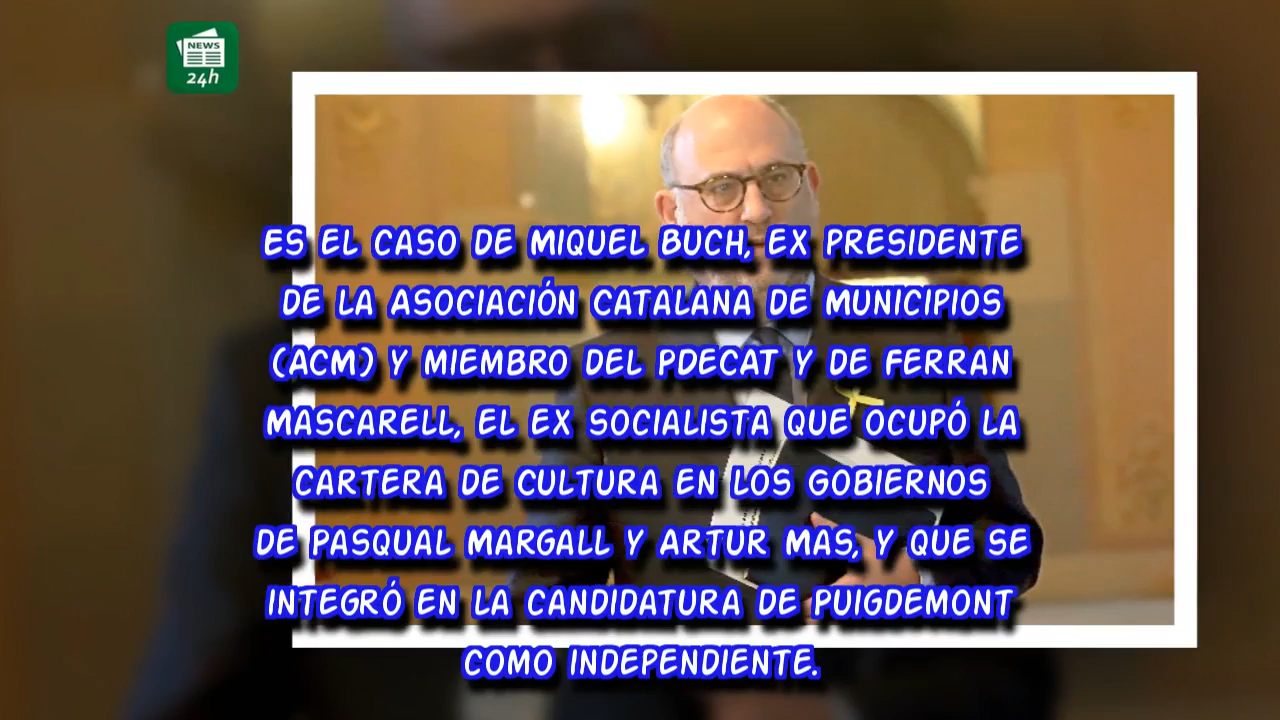 NEWS
24h
ES EL CASO DE MIQUEL BUCH, EX PRESIDENTE
DE LA ASOCIACIÓN CATALANA DE MUNICIPIOS
(ACM) Y MIEMBRO DEL PDECAT Y DE FERRAN
MASCARELL, EL EX SOCIALISTA QUE OCUPÓ LA
CARTERA DE CULTURA EN LOS GOBIERNOS
DE PASQUAL MARGALL Y ARTUR MAS, Y QUE SE
INTEGRÓ EN LA CANDIDATURA DE PUIGDEMONT
COMO INDEPENDIENTE.